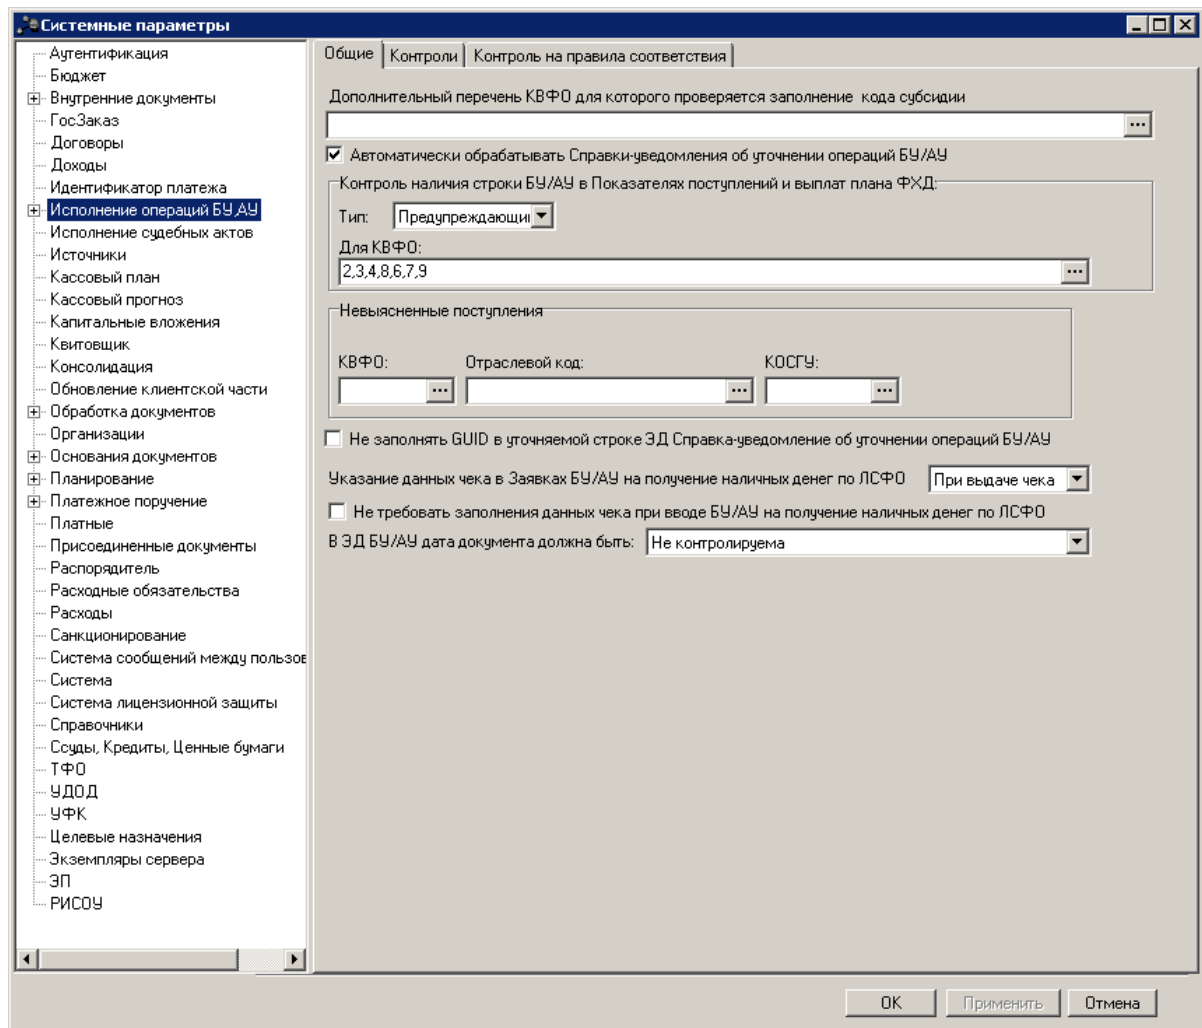 Системные параметры
Аутентификация
Бюджет
Внутренние документы
ГосЗаказ
Договоры
Доходы
Идентификатор платежа
Исполнение операций БУ,АУ
Исполнение судебных актов
Источники
Кассовый план
Кассовый прогноз
Капитальные вложения
Квитовщик
Консолидация
Обновление клиентской части
Обработка документов
Организации
Основания документов
Планирование
Платежное поручение
Платные
Присоединенные документы
Распорядитель
Расходные обязательства
Расходы
Санкционирование
Система сообщений между пользов
Система
Система лицензионной защиты
Справочники
Ссуды, Кредиты, Ценные бумаги
ТФО
УДОД
УФК
Целевые назначения
Экземпляры сервера
ЭП
РИСОУ
Общие Контроли Контроль на правила соответствия
Дополнительный перечень КВФО для которого проверяется заполнение кода субсидии
...
Автоматически обрабатывать Справки-уведомления об уточнении операций БУ/АУ
Контроль наличия строки БУ/АУ в Показателях поступлений и выплат плана ФХД:
Тип: Предупреждающий
Для КВФО:
2,3,4,8,6,7,9 ...
Невыясненные поступления
КВФО: Отраслевой код: КОСГУ:
... ... ...
Не заполнять GUID в уточняемой строке ЭД Справка-уведомление об уточнении операций БУ/АУ
Указание данных чека в Заявках БУ/АУ на получение наличных денег по ЛСФО При выдаче чека
Не требовать заполнения данных чека при вводе БУ/АУ на получение наличных денег по ЛСФО
В ЭД БУ/АУ дата документа должна быть: Не контролируема
OK Применить Отмена